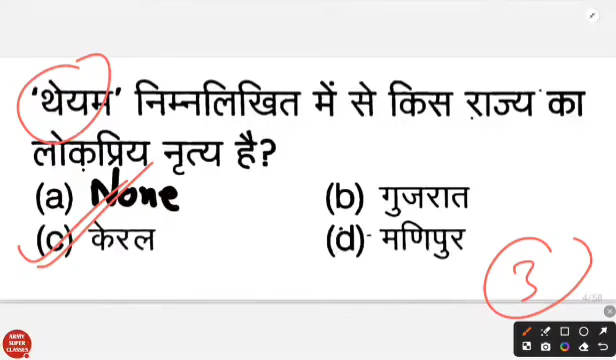 'थेयम' निम्नलिखित में से किस राज्य का
लोकप्रिय नृत्य है?
(a) None (b) गुजरात
(c) केरल (d) मणिपुर
3
4/58
ARMY
SUPER
CLASSES